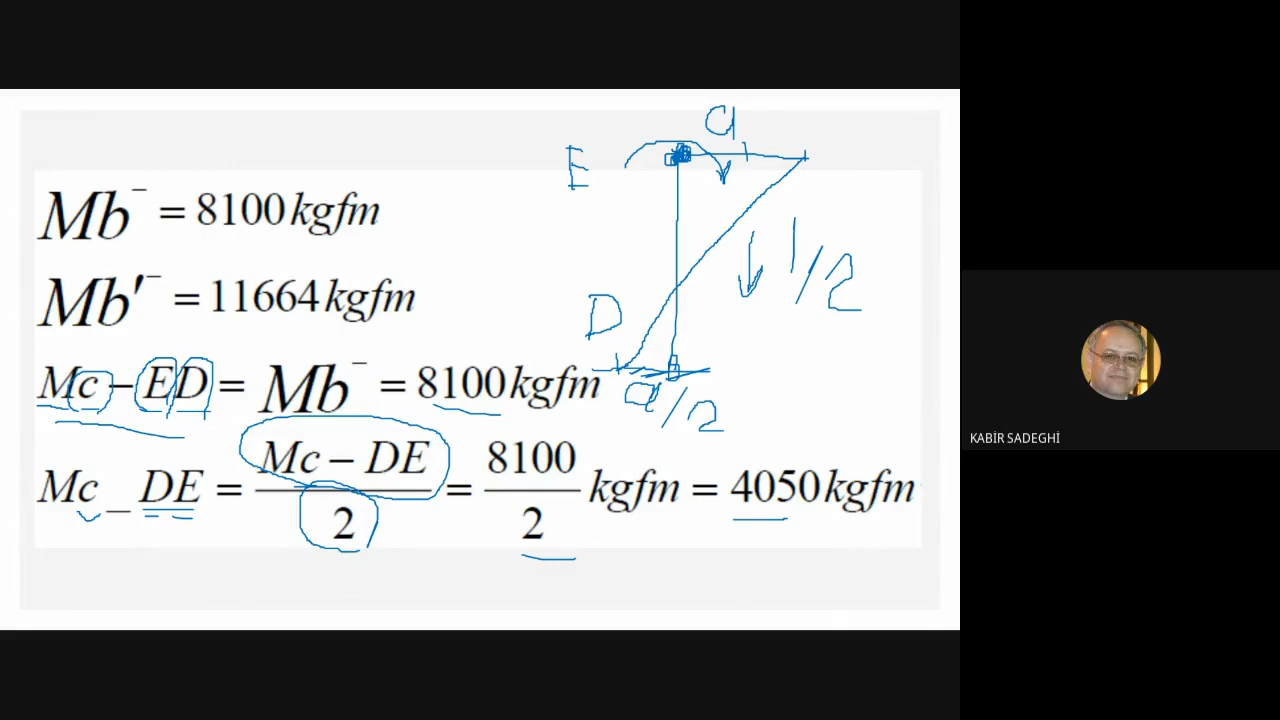 Mb⁻ = 8100 kgfm
Mb'⁻ = 11664 kgfm
Mc – ED = Mb⁻ = 8100 kgfm
Mc _ DE = Mc – DE / 2 = 8100 / 2 kgfm = 4050 kgfm
a
E
1/2
D
a/2
KABİR SADEGHİ